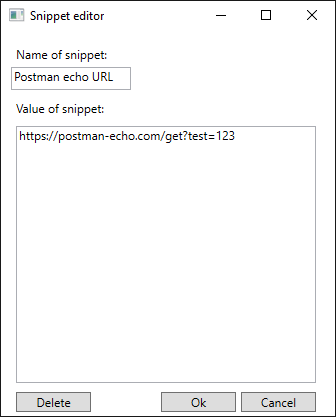 Snippet editor
Name of snippet:
Postman echo URL
Value of snippet:
https://postman-echo.com/get?test=123
Delete
Ok
Cancel